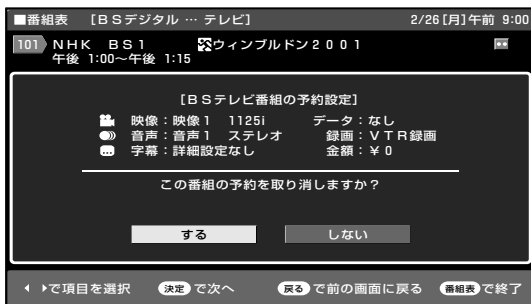 ■番組表 [BSデジタル … テレビ] 2/26[月]午前 9:00
101 NHK BS1 ウィンブルドン2001
午後 1:00~午後 1:15
[BSテレビ番組の予約設定]
映像：映像1 1125i データ：なし
音声：音声1 ステレオ 録画：VTR録画
字幕：詳細設定なし 金額：¥0
この番組の予約を取り消しますか？
する しない
で項目を選択 決定 で次へ 戻る で前の画面に戻る 番組表 で終了